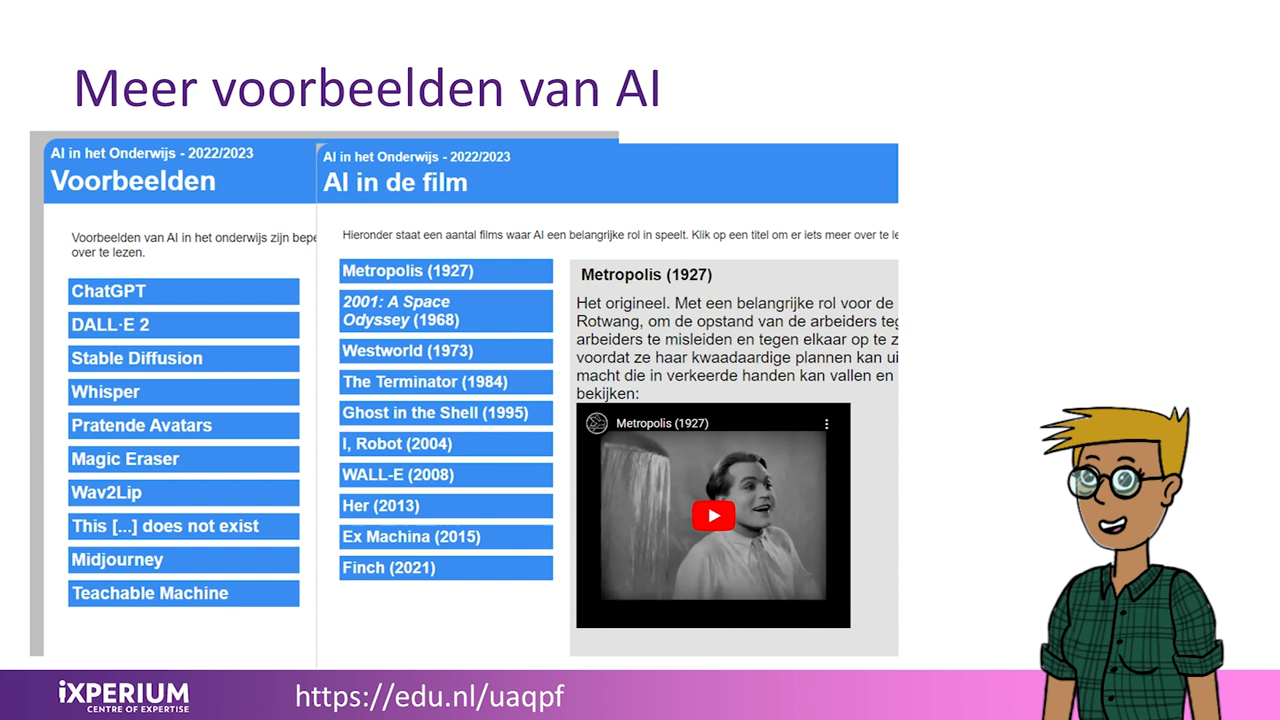 Meer voorbeelden van AI
AI in het Onderwijs - 2022/2023
Voorbeelden
Voorbeelden van AI in het onderwijs zijn
over te lezen.
ChatGPT
DALL·E 2
Stable Diffusion
Whisper
Pratende Avatars
Magic Eraser
Wav2Lip
This [...] does not exist
Midjourney
Teachable Machine
AI in het Onderwijs - 2022/2023
AI in de film
Hieronder staat een aantal films waar AI een belangrijke rol in speelt. Klik op een titel om er iets meer over te
Metropolis (1927)
2001: A Space
Odyssey (1968)
Westworld (1973)
The Terminator (1984)
Ghost in the Shell (1995)
I, Robot (2004)
WALL-E (2008)
Her (2013)
Ex Machina (2015)
Finch (2021)
Metropolis (1927)
Het origineel. Met een belangrijke rol voor de
Rotwang, om de opstand van de arbeiders
arbeiders te misleiden en tegen elkaar op te
voordat ze haar kwaadaardige plannen kan
macht die in verkeerde handen kan vallen en
bekijken:
Metropolis (1927)
iXPERIUM
CENTRE OF EXPERTISE
https://edu.nl/uaqpf